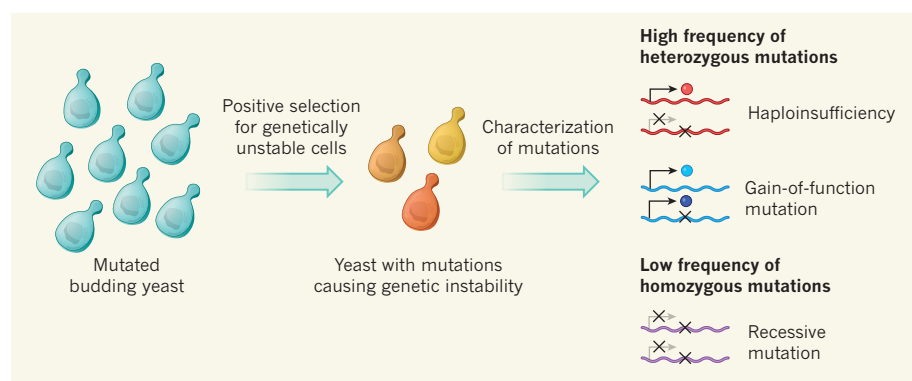 Mutated
budding yeast
Positive selection
for genetically
unstable cells
Yeast with mutations
causing genetic instability
Characterization
of mutations
High frequency of
heterozygous mutations
Haploinsufficiency
Gain-of-function
mutation
Low frequency of
homozygous mutations
Recessive
mutation